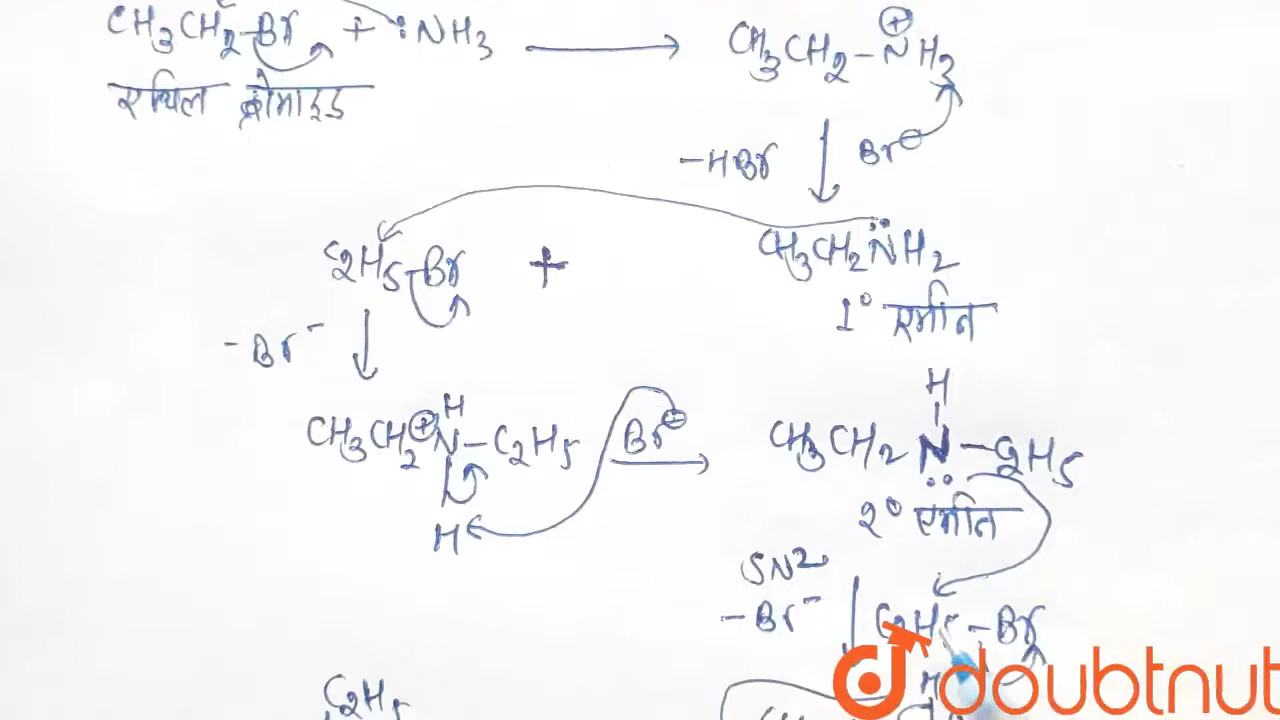 CH3CH2-Br + :NH3 ⟶ CH3CH2-N⊕H3
एथिल ब्रोमाइड
-HBr ↓ Br⊖
C2H5-Br + CH3CH2N̈H2
1° एमीन
-Br⁻ ↓
H H
CH3CH2⊕N-C2H5 Br⊖ ⟶ CH3CH2N̈-C2H5
H 2° एमीन
SN2
-Br⁻ ↓ C2H5-Br
doubtnut
H
C2H5